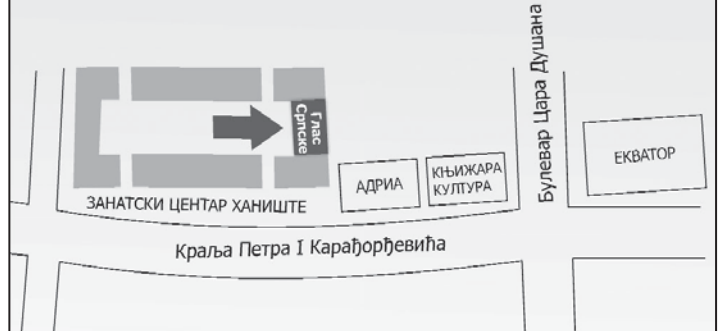 Булевар Цара Душана
Глас
Српске
ЕКВАТОР
КЊИЖАРА
КУЛТУРА
АДРИА
ЗАНАТСКИ ЦЕНТАР ХАНИШТЕ
Краља Петра I Карађорђевића